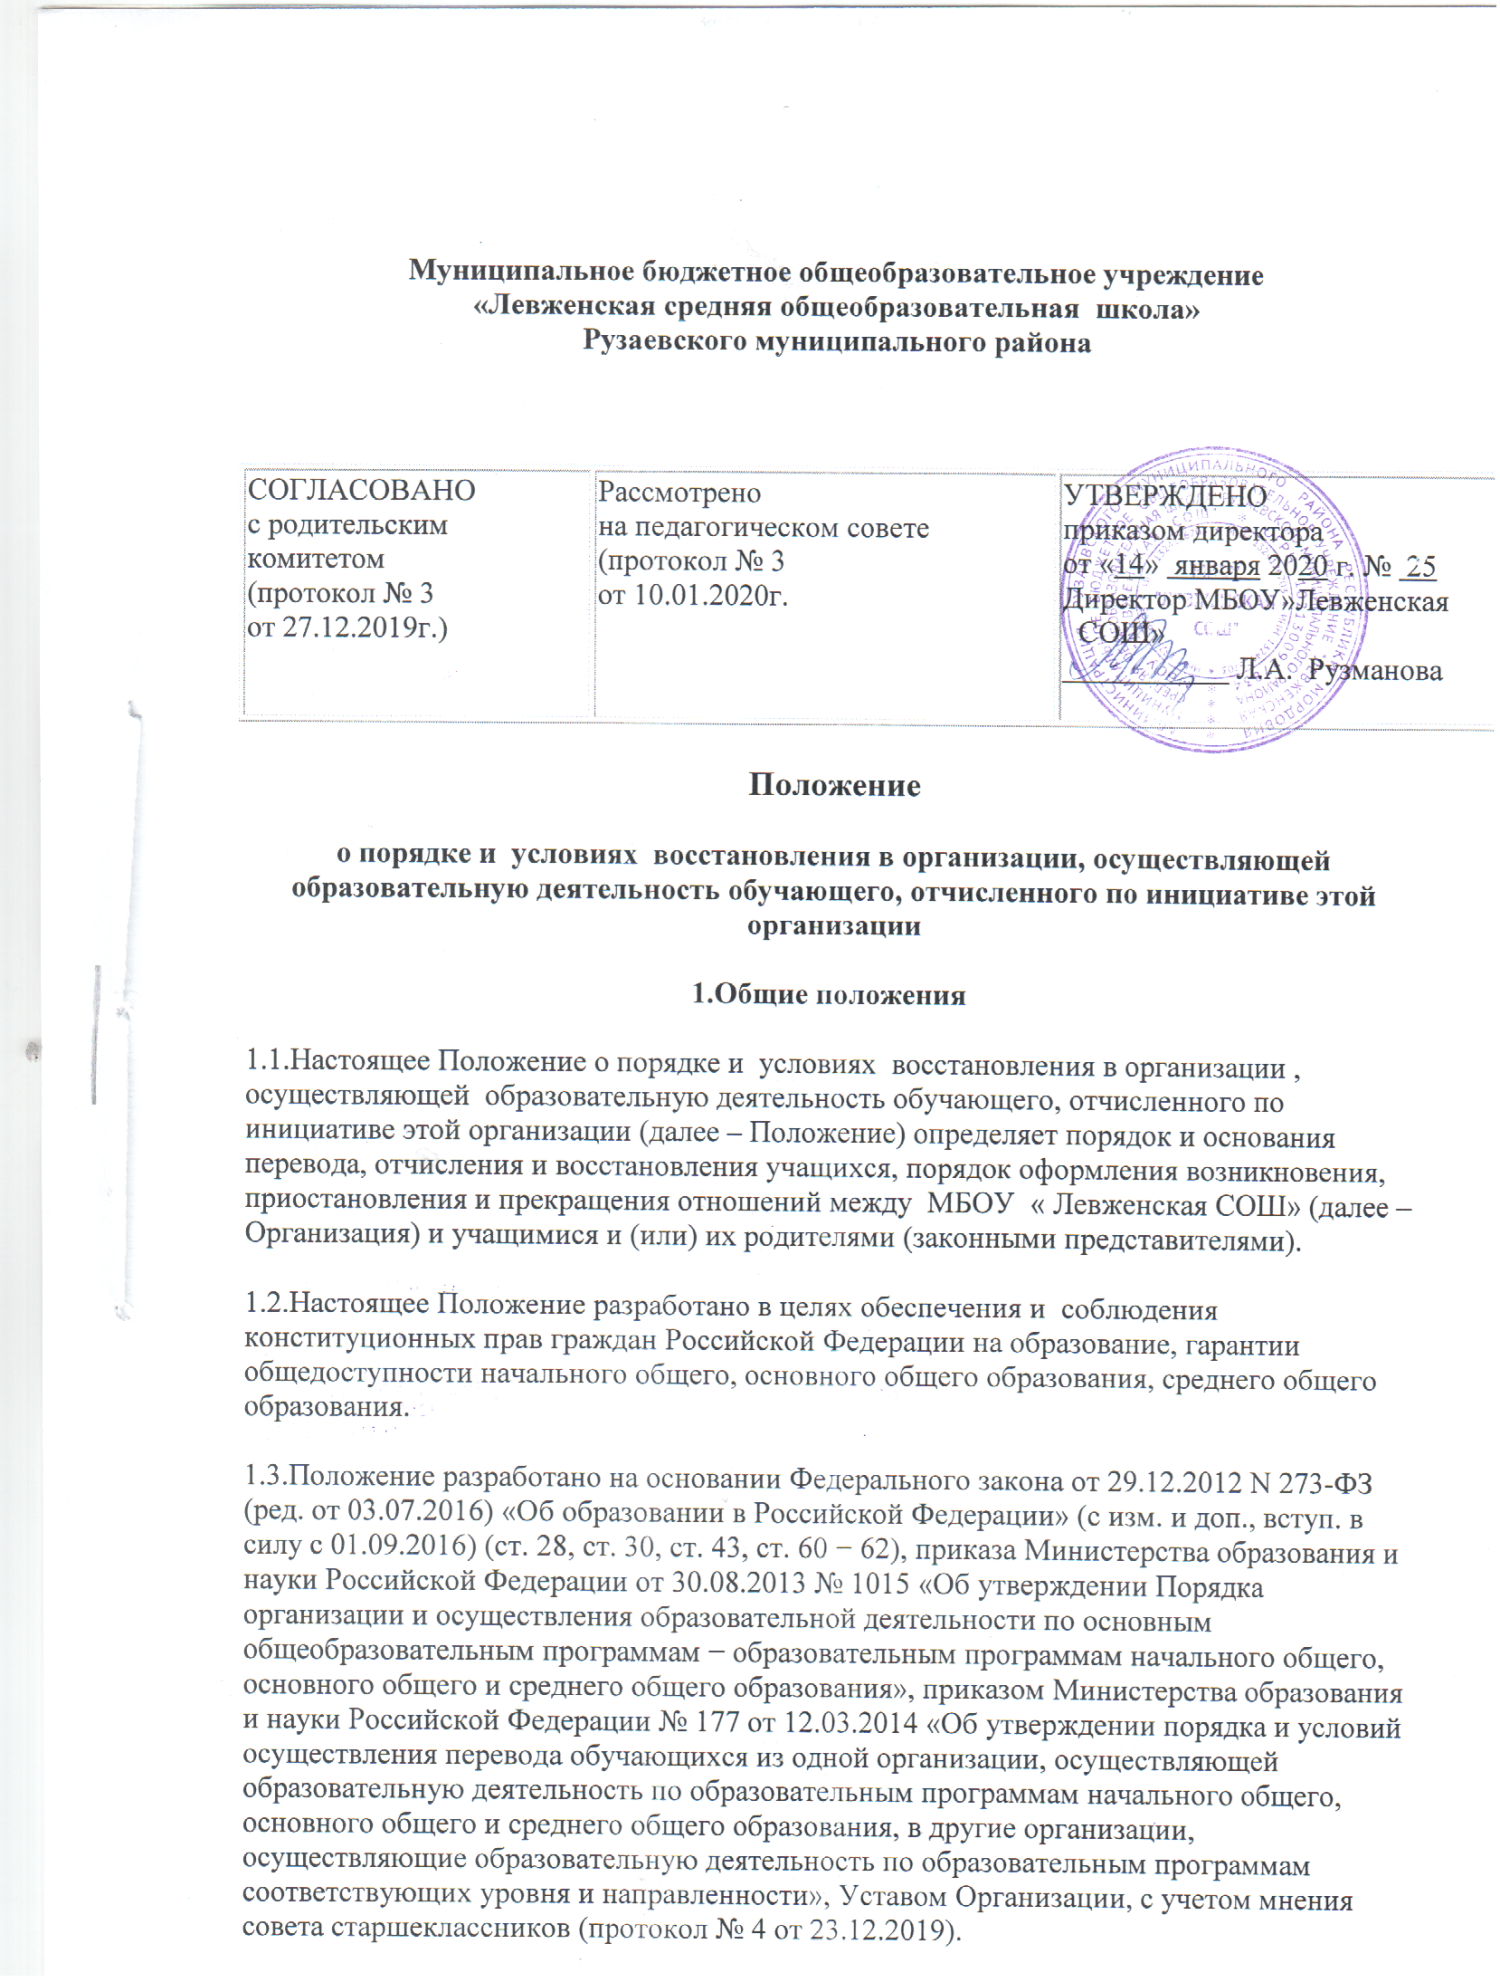 Муниципальное бюджетное общеобразовательное учреждение
«Левженская средняя общеобразовательная школа»
Рузаевского муниципального района
СОГЛАСОВАНО
с родительским
комитетом
(протокол № 3
от 27.12.2019г.)
Рассмотрено
на педагогическом совете
(протокол № 3
от 10.01.2020г.
УТВЕРЖДЕНО
приказом директора
от «14» января 2020 г. № 25
Директор МБОУ»Левженская
СОШ»
Л.А. Рузманова
Положение
о порядке и условиях восстановления в организации, осуществляющей
образовательную деятельность обучающего, отчисленного по инициативе этой
организации
1.Общие положения
1.1.Настоящее Положение о порядке и условиях восстановления в организации ,
осуществляющей образовательную деятельность обучающего, отчисленного по
инициативе этой организации (далее – Положение) определяет порядок и основания
перевода, отчисления и восстановления учащихся, порядок оформления возникновения,
приостановления и прекращения отношений между МБОУ « Левженская СОШ» (далее –
Организация) и учащимися и (или) их родителями (законными представителями).
1.2.Настоящее Положение разработано в целях обеспечения и соблюдения
конституционных прав граждан Российской Федерации на образование, гарантии
общедоступности начального общего, основного общего образования, среднего общего
образования.
1.3.Положение разработано на основании Федерального закона от 29.12.2012 N 273-ФЗ
(ред. от 03.07.2016) «Об образовании в Российской Федерации» (с изм. и доп., вступ. в
силу с 01.09.2016) (ст. 28, ст. 30, ст. 43, ст. 60 − 62), приказа Министерства образования и
науки Российской Федерации от 30.08.2013 № 1015 «Об утверждении Порядка
организации и осуществления образовательной деятельности по основным
общеобразовательным программам − образовательным программам начального общего,
основного общего и среднего общего образования», приказом Министерства образования
и науки Российской Федерации № 177 от 12.03.2014 «Об утверждении порядка и условий
осуществления перевода обучающихся из одной организации, осуществляющей
образовательную деятельность по образовательным программам начального общего,
основного общего и среднего общего образования, в другие организации,
осуществляющие образовательную деятельность по образовательным программам
соответствующих уровня и направленности», Уставом Организации, с учетом мнения
совета старшеклассников (протокол № 4 от 23.12.2019).